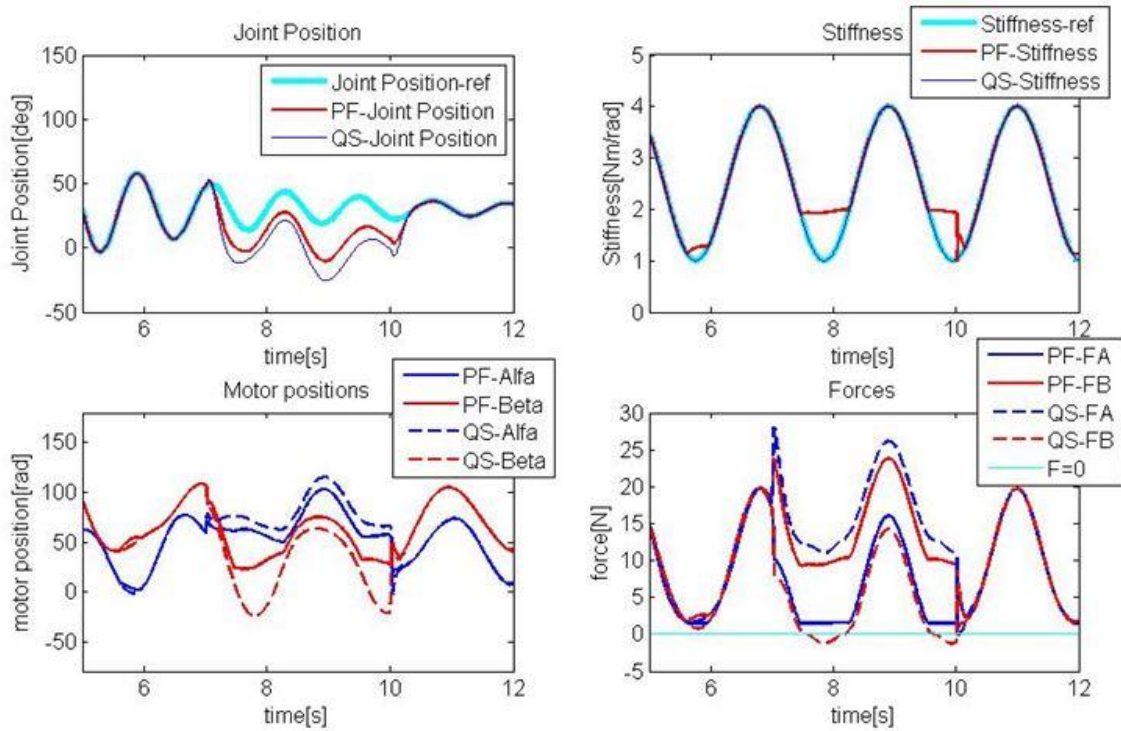 Joint Position
Joint Position[deg]
150
100
50
0
-50
Joint Position-ref
PF-Joint Position
QS-Joint Position
6
8
10
12
time[s]
Stiffness
Stiffness[Nm/rad]
5
4
3
2
1
0
Stiffness-ref
PF-Stiffness
QS-Stiffness
6
8
10
12
time[s]
Motor positions
motor position[rad]
150
100
50
0
-50
PF-Alfa
PF-Beta
QS-Alfa
QS-Beta
6
8
10
12
time[s]
Forces
force[N]
30
25
20
15
10
5
0
-5
PF-FA
PF-FB
QS-FA
QS-FB
F=0
6
8
10
12
time[s]